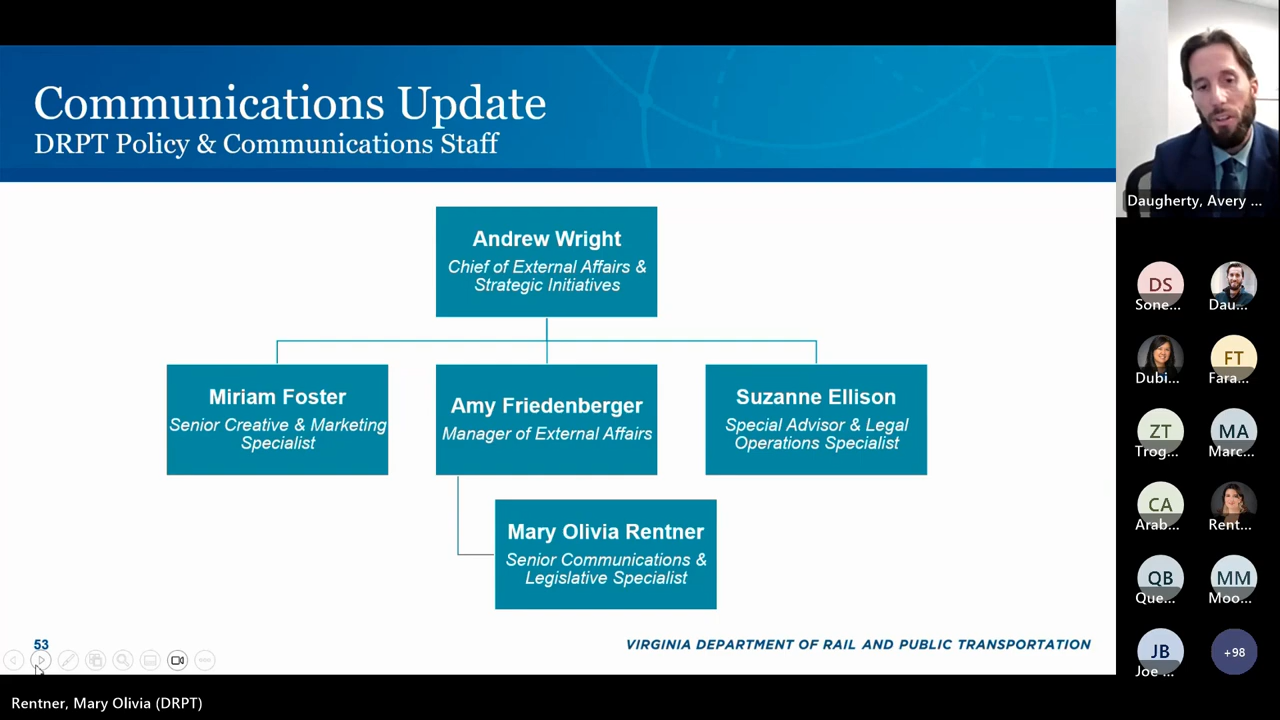 Communications Update
DRPT Policy & Communications Staff
Andrew Wright
Chief of External Affairs &
Strategic Initiatives
Miriam Foster
Senior Creative & Marketing
Specialist
Amy Friedenberger
Manager of External Affairs
Suzanne Ellison
Special Advisor & Legal
Operations Specialist
Mary Olivia Rentner
Senior Communications &
Legislative Specialist
53
VIRGINIA DEPARTMENT OF RAIL AND PUBLIC TRANSPORTATION
Rentner, Mary Olivia (DRPT)
Daugherty, Avery ...
DS
Sone...
Dau...
Dubi...
FT
Fara...
ZT
Trog...
MA
Marc...
CA
Arab...
Rent...
QB
Que...
MM
Moo...
JB
Joe ...
+98